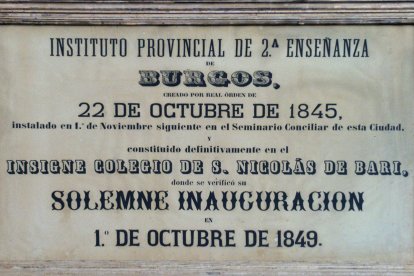 INSTITUTO PROVINCIAL DE 2.ª ENSEÑANZA
DE
BURGOS,
CREADO POR REAL ÓRDEN DE
22 DE OCTUBRE DE 1845,
instalado en 1.º de Noviembre siguiente en el Seminario Conciliar de esta Ciudad.
Y
constituido definitivamente en el
INSIGNE COLEGIO DE S. NICOLÁS DE BARI,
donde se verificó su
SOLEMNE INAUGURACION
EN
1.º DE OCTUBRE DE 1849.